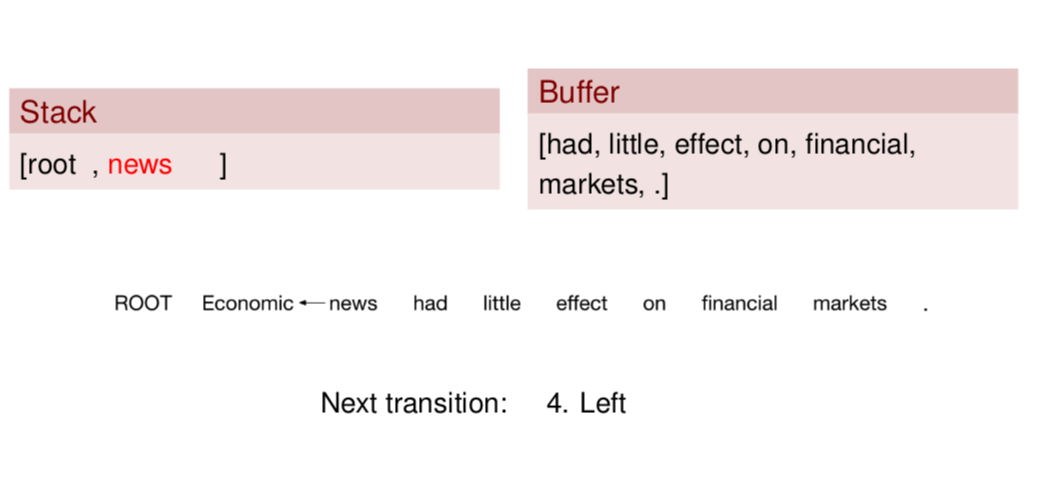 Stack
[root , news ]
Buffer
[had, little, effect, on, financial,
markets, .]
ROOT Economic ← news had little effect on financial markets .
Next transition: 4. Left